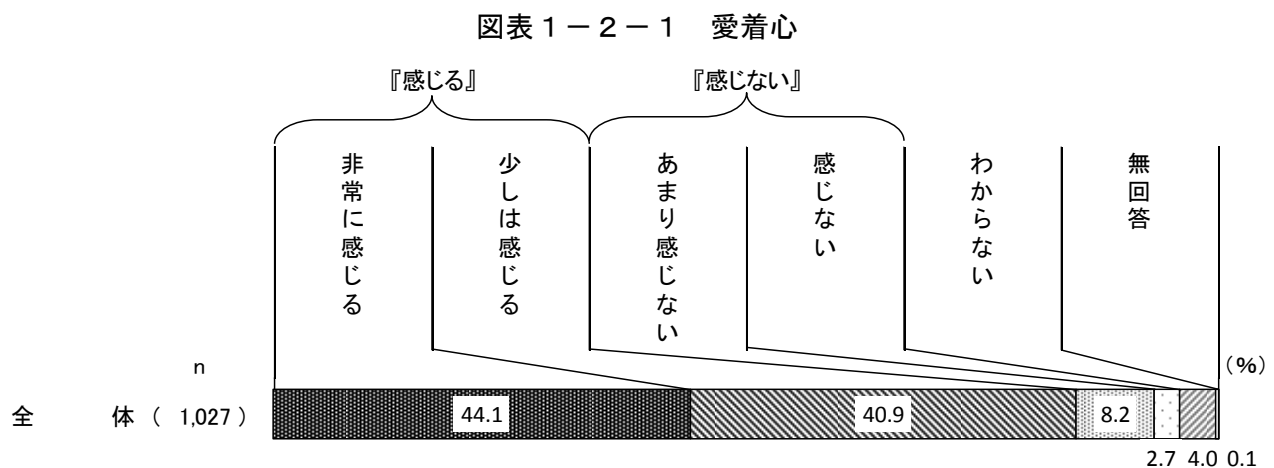 図表１－２－１　愛着心
『感じる』
『感じない』
非常に感じる
少しは感じる
あまり感じない
感じない
わからない
無回答
n
(%)
全　　体（ 1,027 ）
44.1
40.9
8.2
2.7 4.0 0.1